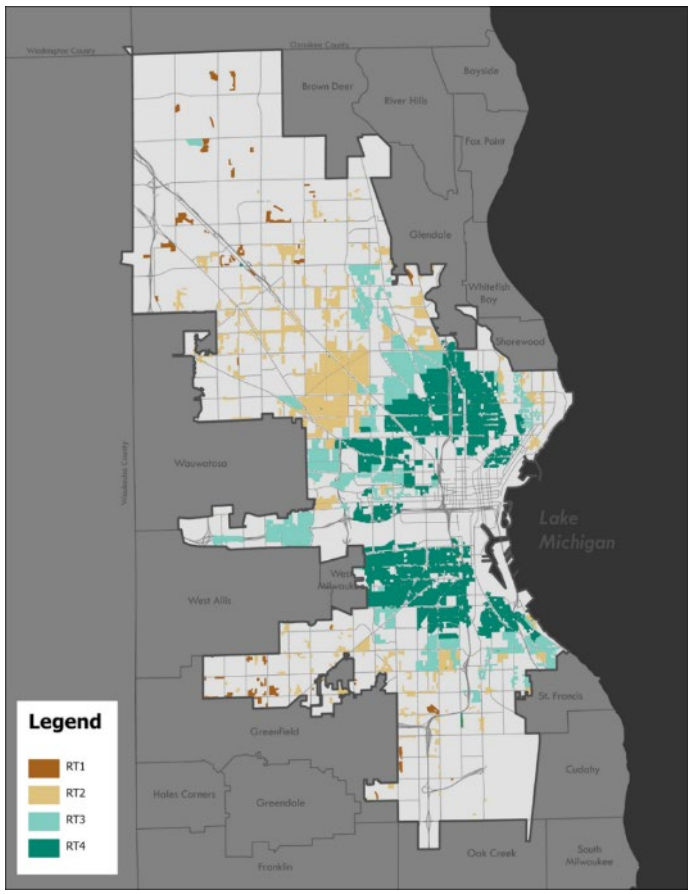 Ozaukee County
Washington County
Bayside
Brown Deer
River Hills
Fox Point
Glendale
Whitefish
Bay
Shorewood
Waukesha County
Wauwatosa
Lake
Michigan
West
Milwaukee
West Allis
Legend
RT1
RT2
RT3
RT4
St. Francis
Greenfield
Cudahy
Hales Corners
Greendale
Oak Creek
South
Milwaukee
Franklin